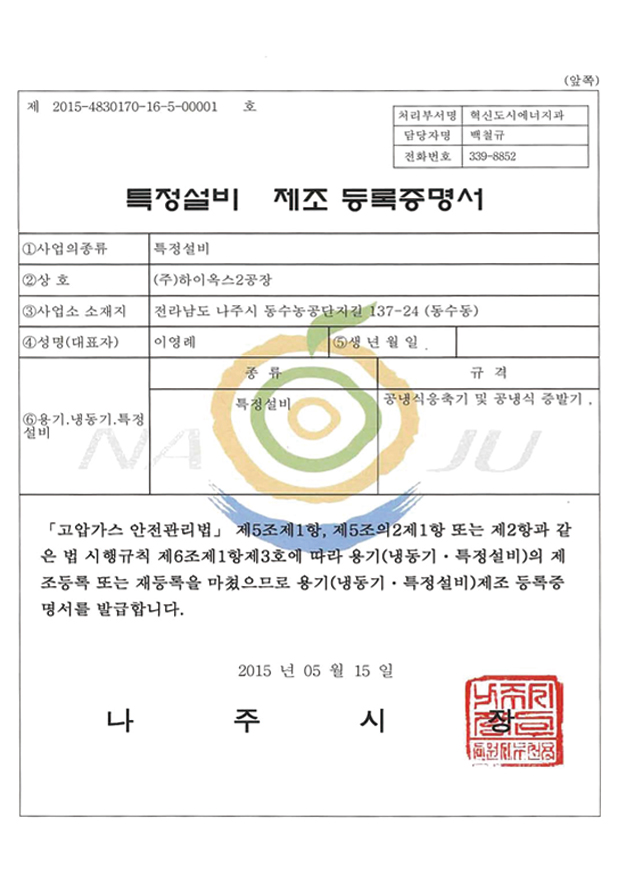 (앞쪽)
제 2015-4830170-16-5-00001 호
처리부서명 혁신도시에너지과
담당자명 백철규
전화번호 339-8852
특정설비 제조 등록증명서
①사업의종류 특정설비
②상 호 (주)하이옥스2공장
③사업소 소재지 전라남도 나주시 동수농공단지길 137-24 (동수동)
④성명(대표자) 이영례 ⑤생 년 월 일 .
종 류 규 격
⑥용기.냉동기.특정
설비
특정설비 공냉식응축기 및 공냉식 증발기 .
NA JU
「고압가스 안전관리법」 제5조제1항, 제5조의2제1항 또는 제2항과 같
은 법 시행규칙 제6조제1항제3호에 따라 용기(냉동기·특정설비)의 제
조등록 또는 재등록을 마쳤으므로 용기(냉동기·특정설비)제조 등록증
명서를 발급합니다.
2015 년 05 월 15 일
나 주 시 장